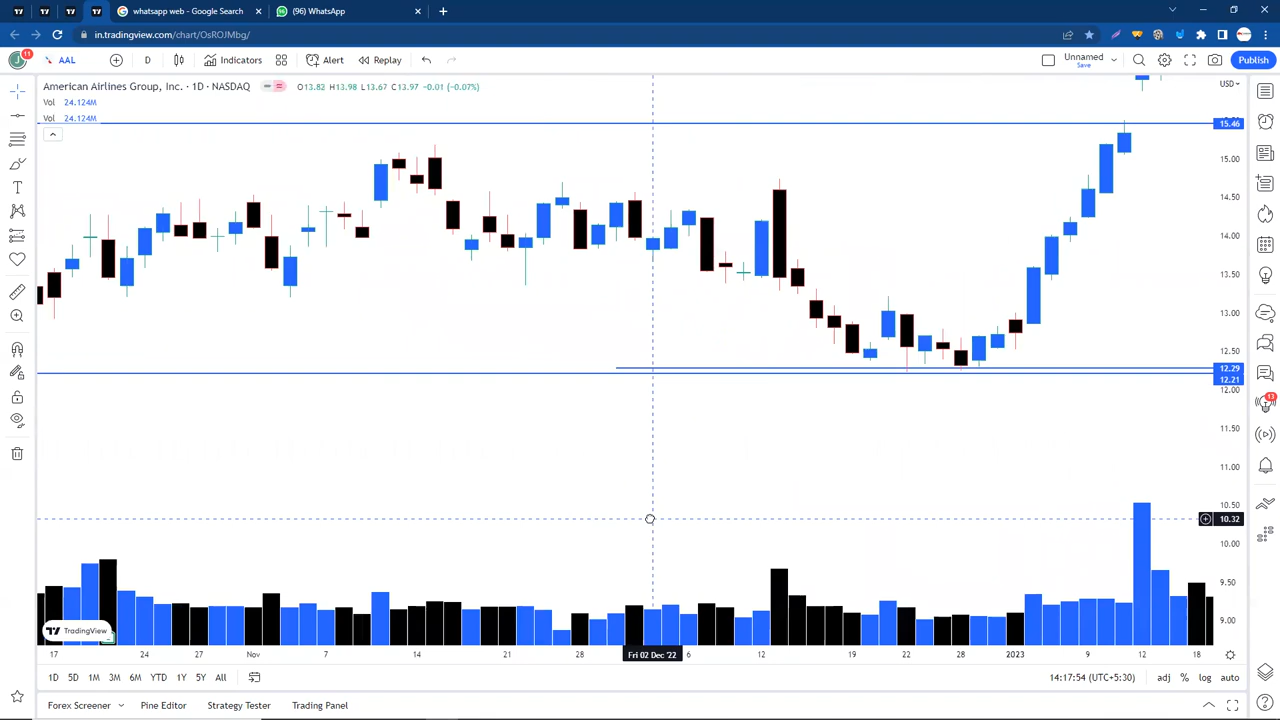 whatsapp web - Google Search
(96) WhatsApp
in.tradingview.com/chart/OsROJMbg/
11
AAL
D
Indicators
Alert
Replay
Unnamed
Save
Publish
American Airlines Group, Inc. · 1D · NASDAQ
O13.82 H13.98 L13.67 C13.97 −0.01 (−0.07%)
USD
Vol 24.124M
Vol 24.124M
15.46
15.00
14.50
14.00
13.50
13.00
12.50
12.29
12.21
12.00
11.50
11.00
10.50
10.32
10.00
9.50
9.00
13
TradingView
17 24 27 Nov 7 14 21 28 Fri 02 Dec '22 6 12 19 22 28 2023 9 12 18
1D 5D 1M 3M 6M YTD 1Y 5Y All
14:17:54 (UTC+5:30)
adj % log auto
Forex Screener
Pine Editor
Strategy Tester
Trading Panel